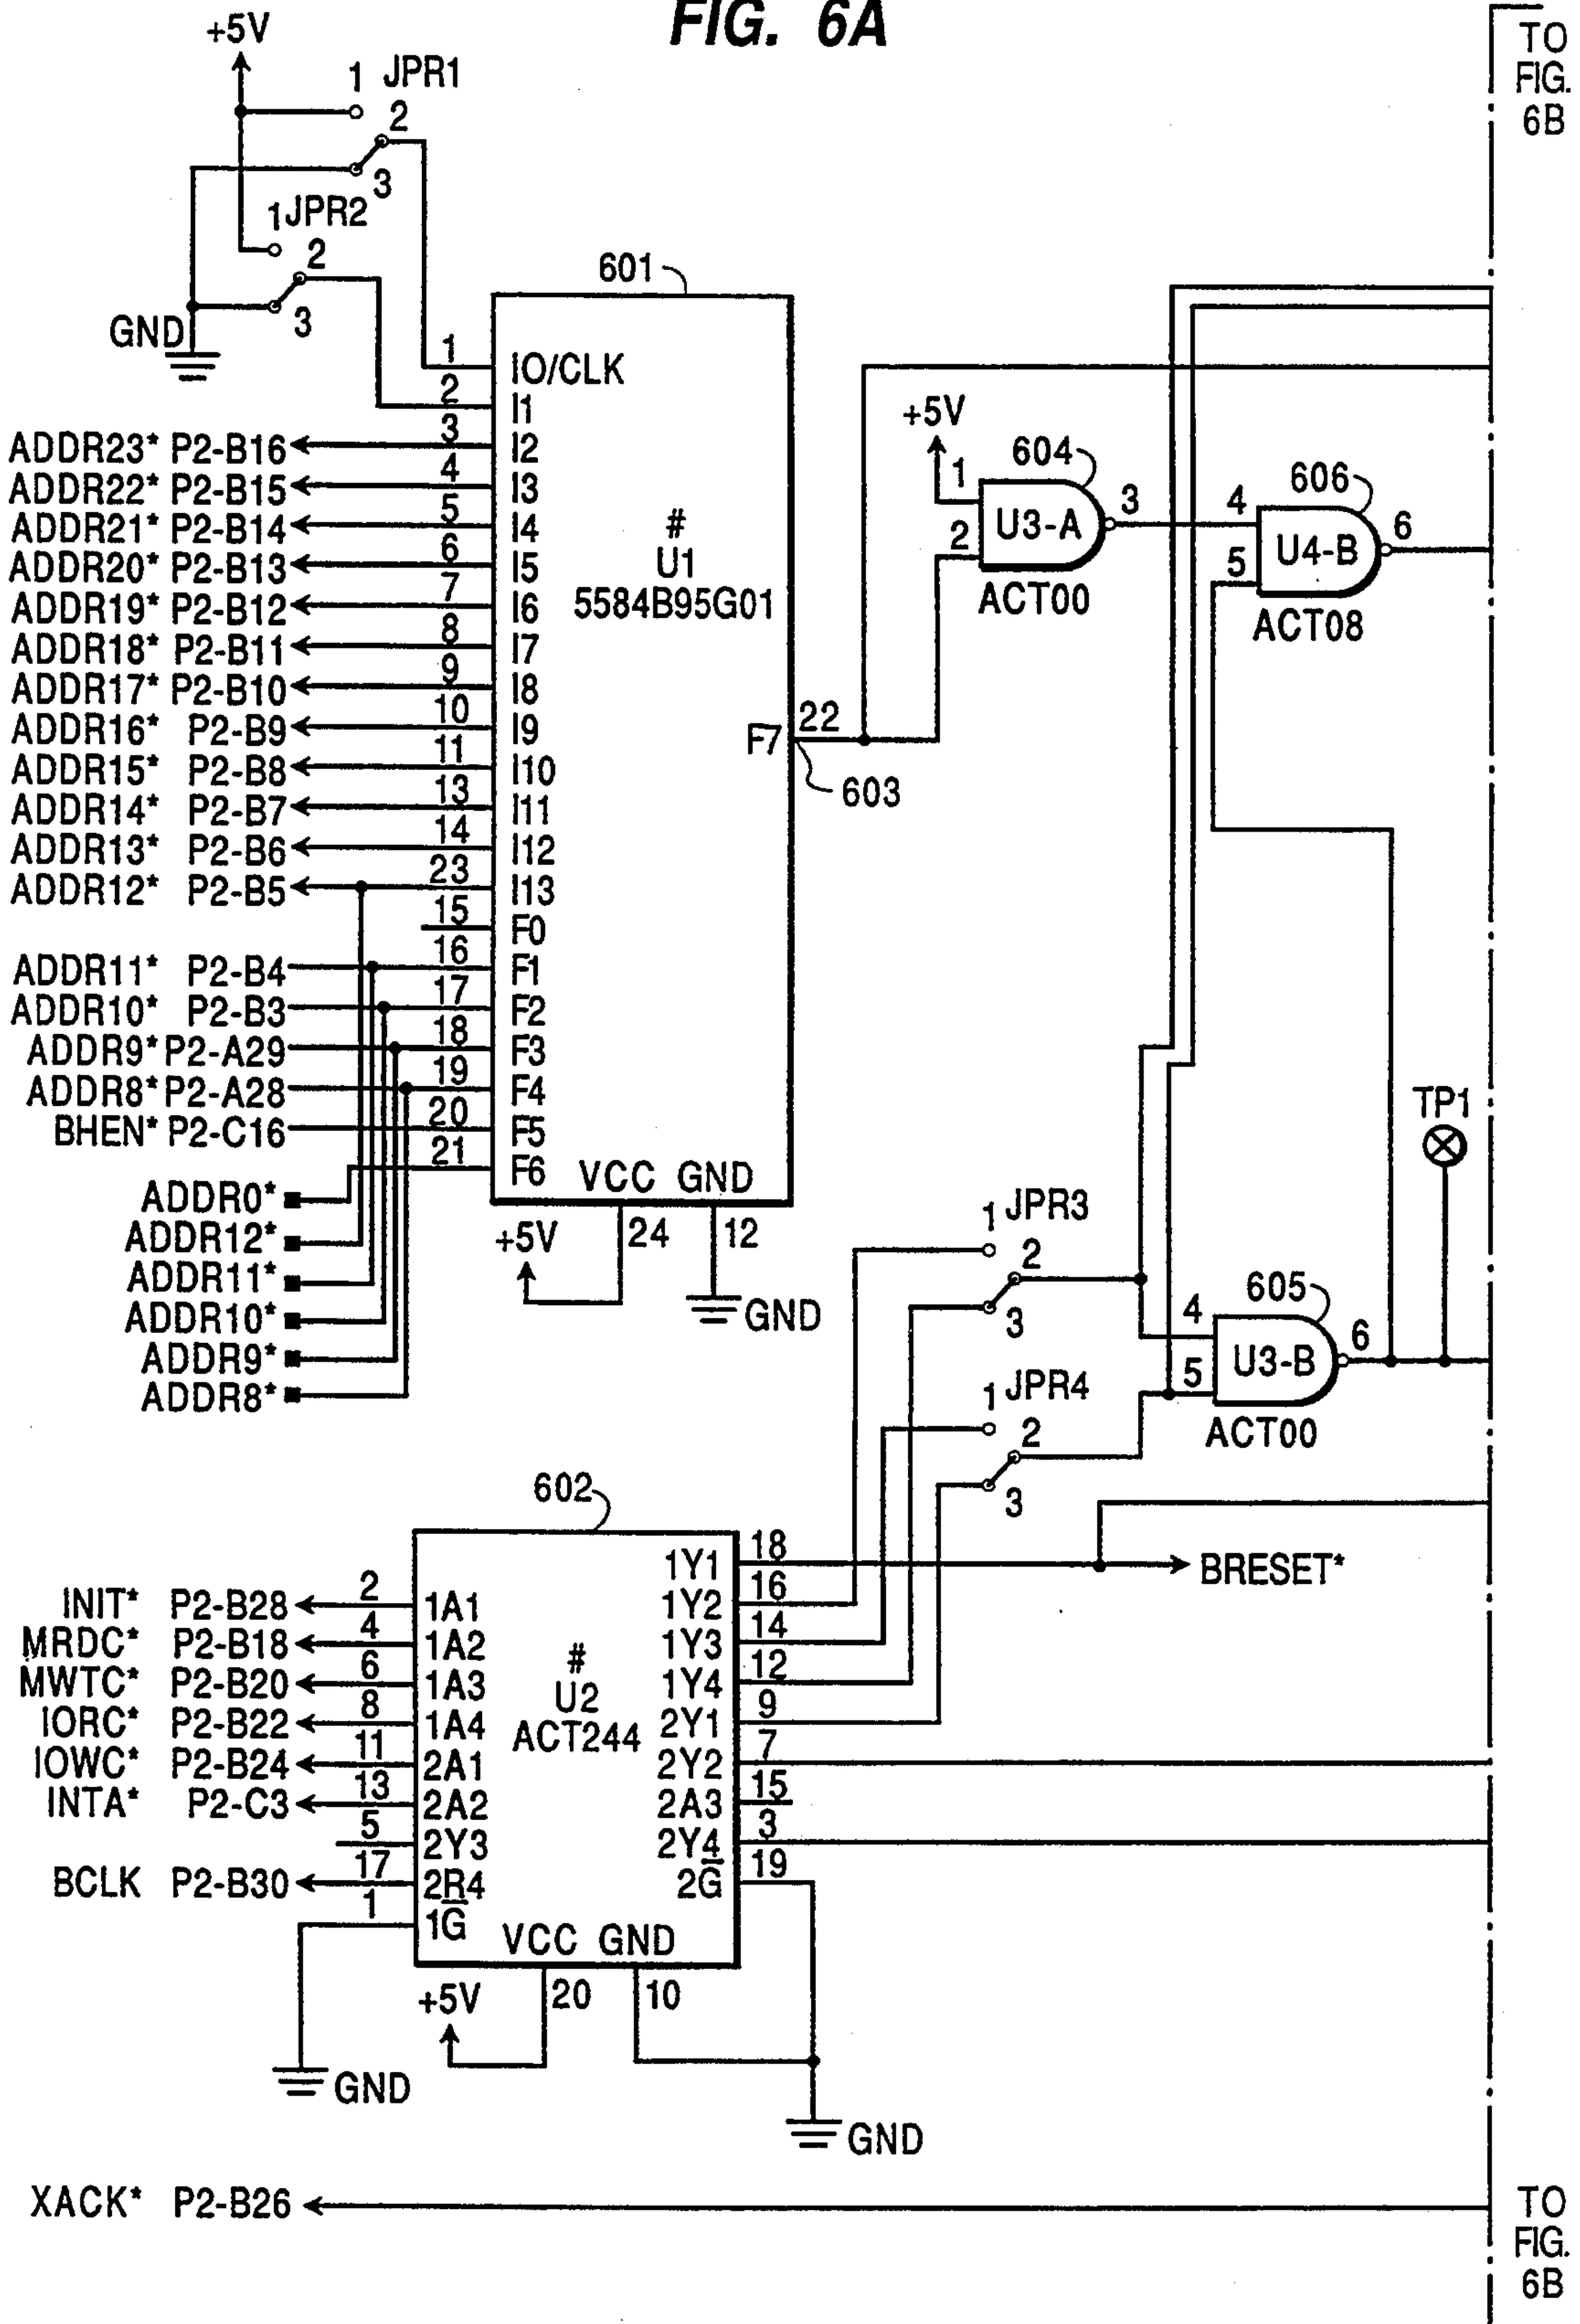 FIG. 6A
TO
FIG.
6B
+5V
1 JPR1
2
3
1 JPR2
2
3
GND
601
1 IO/CLK
2 I1
ADDR23* P2-B16 3 I2
ADDR22* P2-B15 4 I3
ADDR21* P2-B14 5 I4
ADDR20* P2-B13 6 I5
ADDR19* P2-B12 7 I6
ADDR18* P2-B11 8 I7
ADDR17* P2-B10 9 I8
ADDR16* P2-B9 10 I9
ADDR15* P2-B8 11 I10
ADDR14* P2-B7 13 I11
ADDR13* P2-B6 14 I12
ADDR12* P2-B5 23 I13
15 F0
ADDR11* P2-B4 16 F1
ADDR10* P2-B3 17 F2
ADDR9* P2-A29 18 F3
ADDR8* P2-A28 19 F4
BHEN* P2-C16 20 F5
21 F6
#
U1
5584B95G01
F7 22
603
VCC GND
+5V 24 12
GND
ADDR0*
ADDR12*
ADDR11*
ADDR10*
ADDR9*
ADDR8*
+5V
604
1
2
U3-A
3
ACT00
606
4
5
U4-B
6
ACT08
TP1
1 JPR3
2
3
605
4
5
U3-B
6
ACT00
1 JPR4
2
3
602
INIT* P2-B28 2 1A1
MRDC* P2-B18 4 1A2
MWTC* P2-B20 6 1A3
IORC* P2-B22 8 1A4
IOWC* P2-B24 11 2A1
INTA* P2-C3 13 2A2
5 2Y3
BCLK P2-B30 17 2R4
1 1G̅
#
U2
ACT244
1Y1 18
1Y2 16
1Y3 14
1Y4 12
2Y1 9
2Y2 7
2A3 15
2Y4 3
2G̅ 19
BRESET*
VCC GND
+5V 20 10
GND
GND
XACK* P2-B26
TO
FIG.
6B